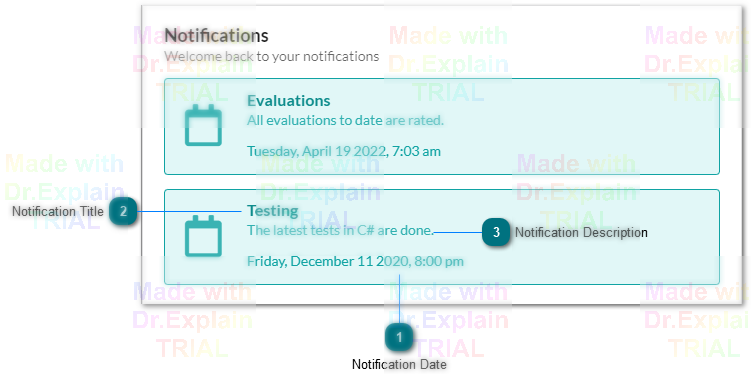 Notifications
Welcome back to your notifications
Evaluations
All evaluations to date are rated.
Tuesday, April 19 2022, 7:03 am
Notification Title 2
Testing
The latest tests in C# are done.
3 Notification Description
Friday, December 11 2020, 8:00 pm
1
Notification Date
Made with
Dr.Explain
TRIAL
Made with
Dr.Explain
TRIAL
Made with
Dr.Explain
TRIAL
Made with
Dr.Explain
TRIAL
Made with
Dr.Explain
TRIAL
Made with
Dr.Explain
TRIAL
Made with
Dr.Explain
TRIAL
Made with
Dr.Explain
TRIAL
Made with
Dr.Explain
TRIAL